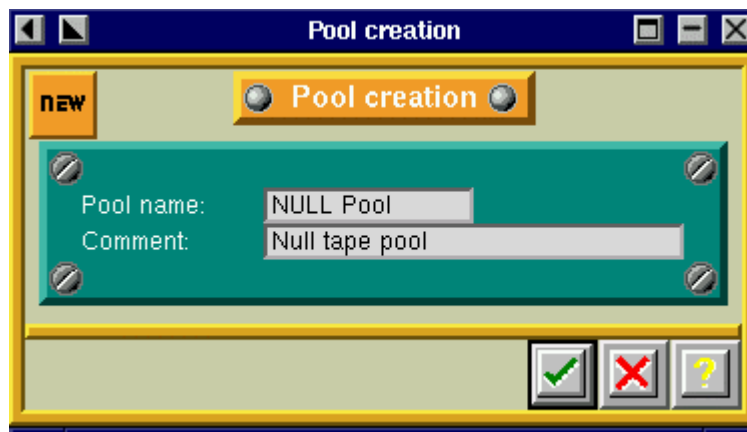 Pool creation
new
Pool creation
Pool name: NULL Pool
Comment: Null tape pool
?